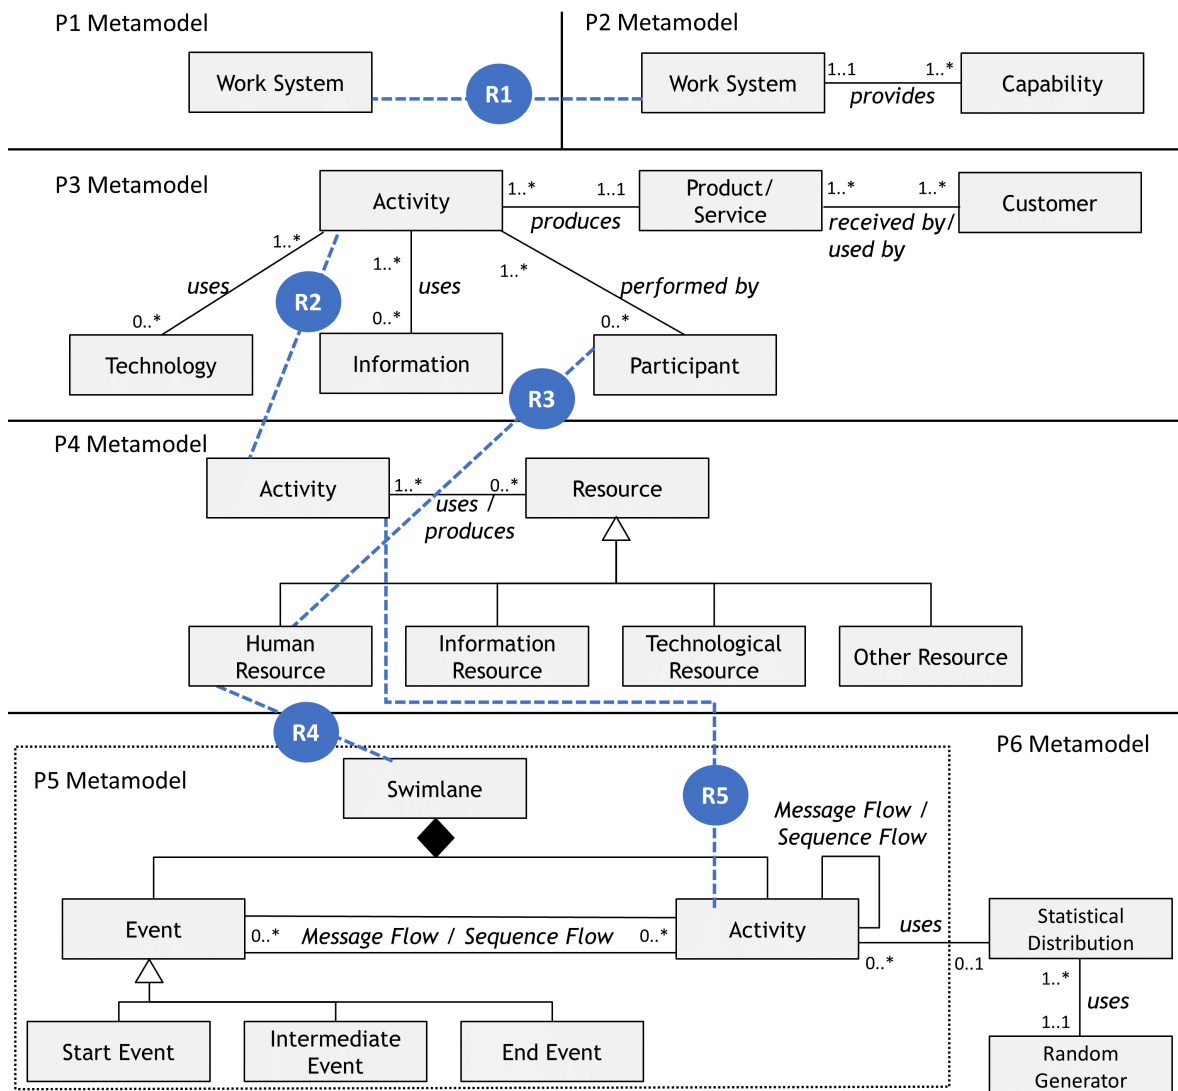 P1 Metamodel
P2 Metamodel
Work System
R1
Work System
1..1
1..*
provides
Capability
P3 Metamodel
Activity
1..*
1..1
produces
Product/
Service
1..*
1..*
received by/
used by
Customer
1..*
uses
0..*
R2
1..*
uses
0..*
1..*
performed by
0..*
Technology
Information
Participant
R3
P4 Metamodel
Activity
1..*
0..*
uses /
produces
Resource
Human
Resource
Information
Resource
Technological
Resource
Other Resource
R4
P6 Metamodel
P5 Metamodel
Swimlane
R5
Message Flow /
Sequence Flow
Event
0..*
Message Flow / Sequence Flow
0..*
Activity
uses
0..*
0..1
Statistical
Distribution
1..*
uses
1..1
Start Event
Intermediate
Event
End Event
Random
Generator